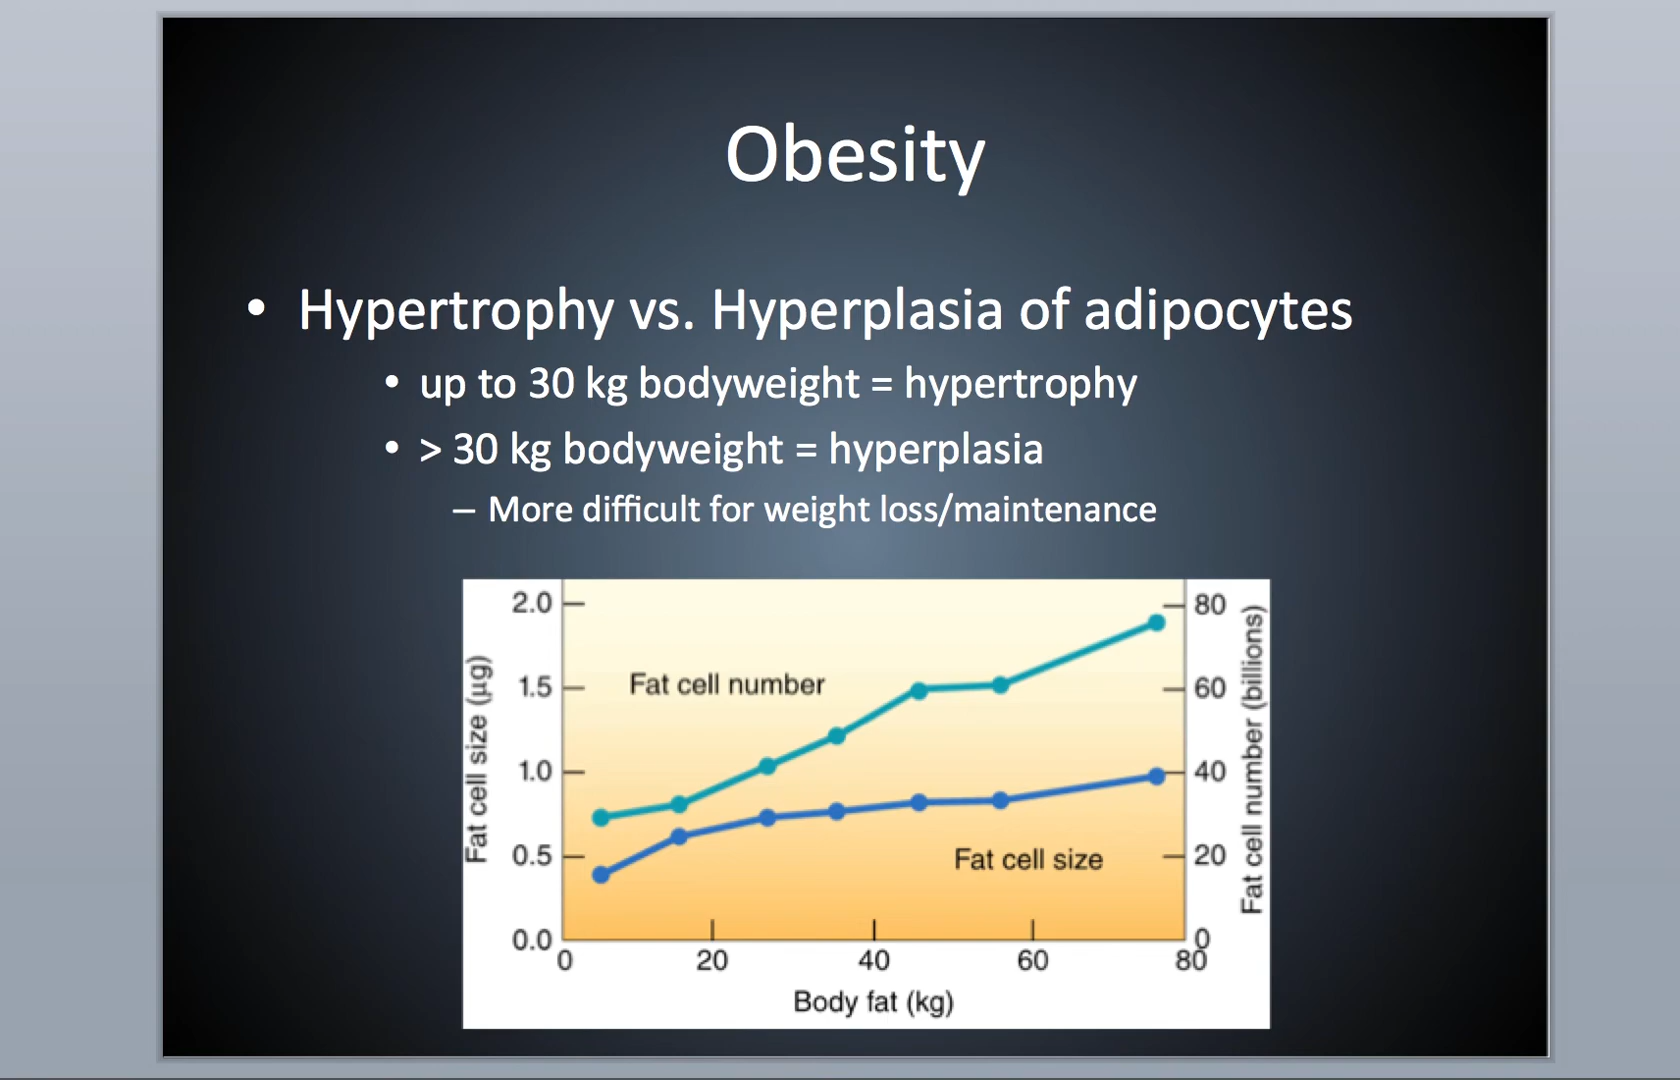 Obesity
• Hypertrophy vs. Hyperplasia of adipocytes
• up to 30 kg bodyweight = hypertrophy
• > 30 kg bodyweight = hyperplasia
– More difficult for weight loss/maintenance
Fat cell size (µg)
2.0
1.5
1.0
0.5
0.0
Fat cell number
Fat cell size
80
60
40
20
0
Fat cell number (billions)
0 20 40 60 80
Body fat (kg)